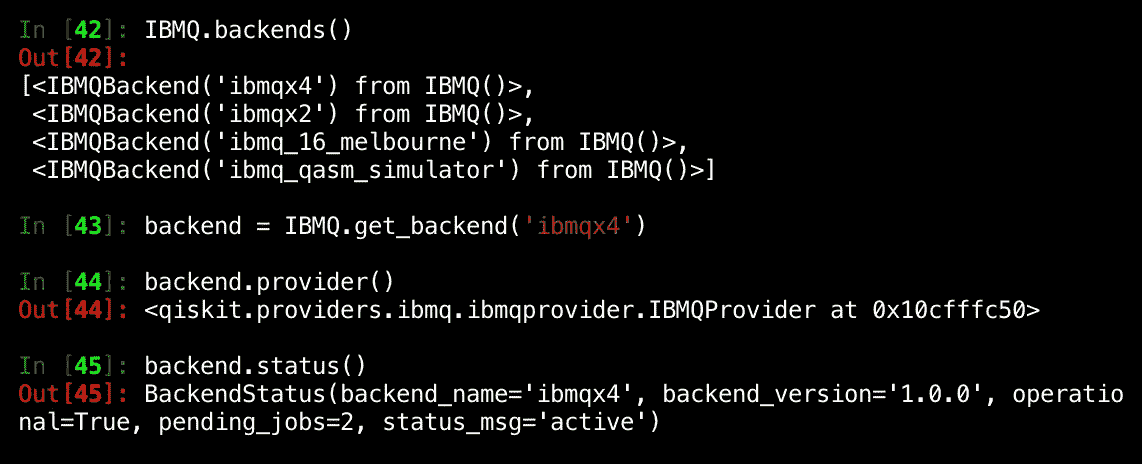 In [42]: IBMQ.backends()
Out[42]:
[<IBMQBackend('ibmqx4') from IBMQ()>,
 <IBMQBackend('ibmqx2') from IBMQ()>,
 <IBMQBackend('ibmq_16_melbourne') from IBMQ()>,
 <IBMQBackend('ibmq_qasm_simulator') from IBMQ()>]
In [43]: backend = IBMQ.get_backend('ibmqx4')
In [44]: backend.provider()
Out[44]: <qiskit.providers.ibmq.ibmqprovider.IBMQProvider at 0x10cfffc50>
In [45]: backend.status()
Out[45]: BackendStatus(backend_name='ibmqx4', backend_version='1.0.0', operatio
nal=True, pending_jobs=2, status_msg='active')